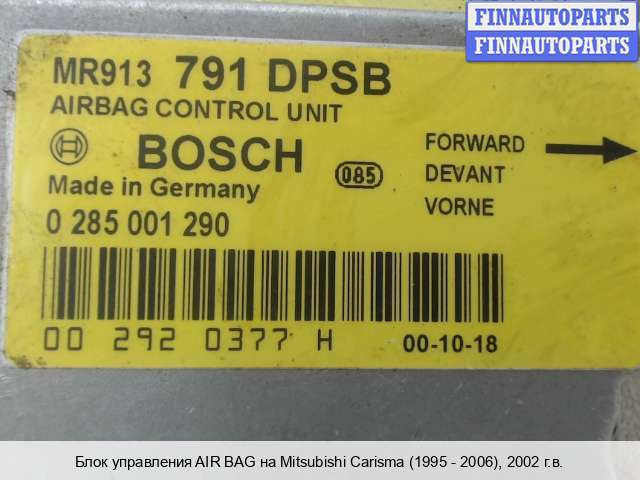 FINNAUTOPARTS
FINNAUTOPARTS
MR913 791 DPSB
AIRBAG CONTROL UNIT
BOSCH
Made in Germany
085
0 285 001 290
FORWARD
DEVANT
VORNE
00 292 0377 H
00-10-18
Блок управления AIR BAG на Mitsubishi Carisma (1995 - 2006), 2002 г.в.